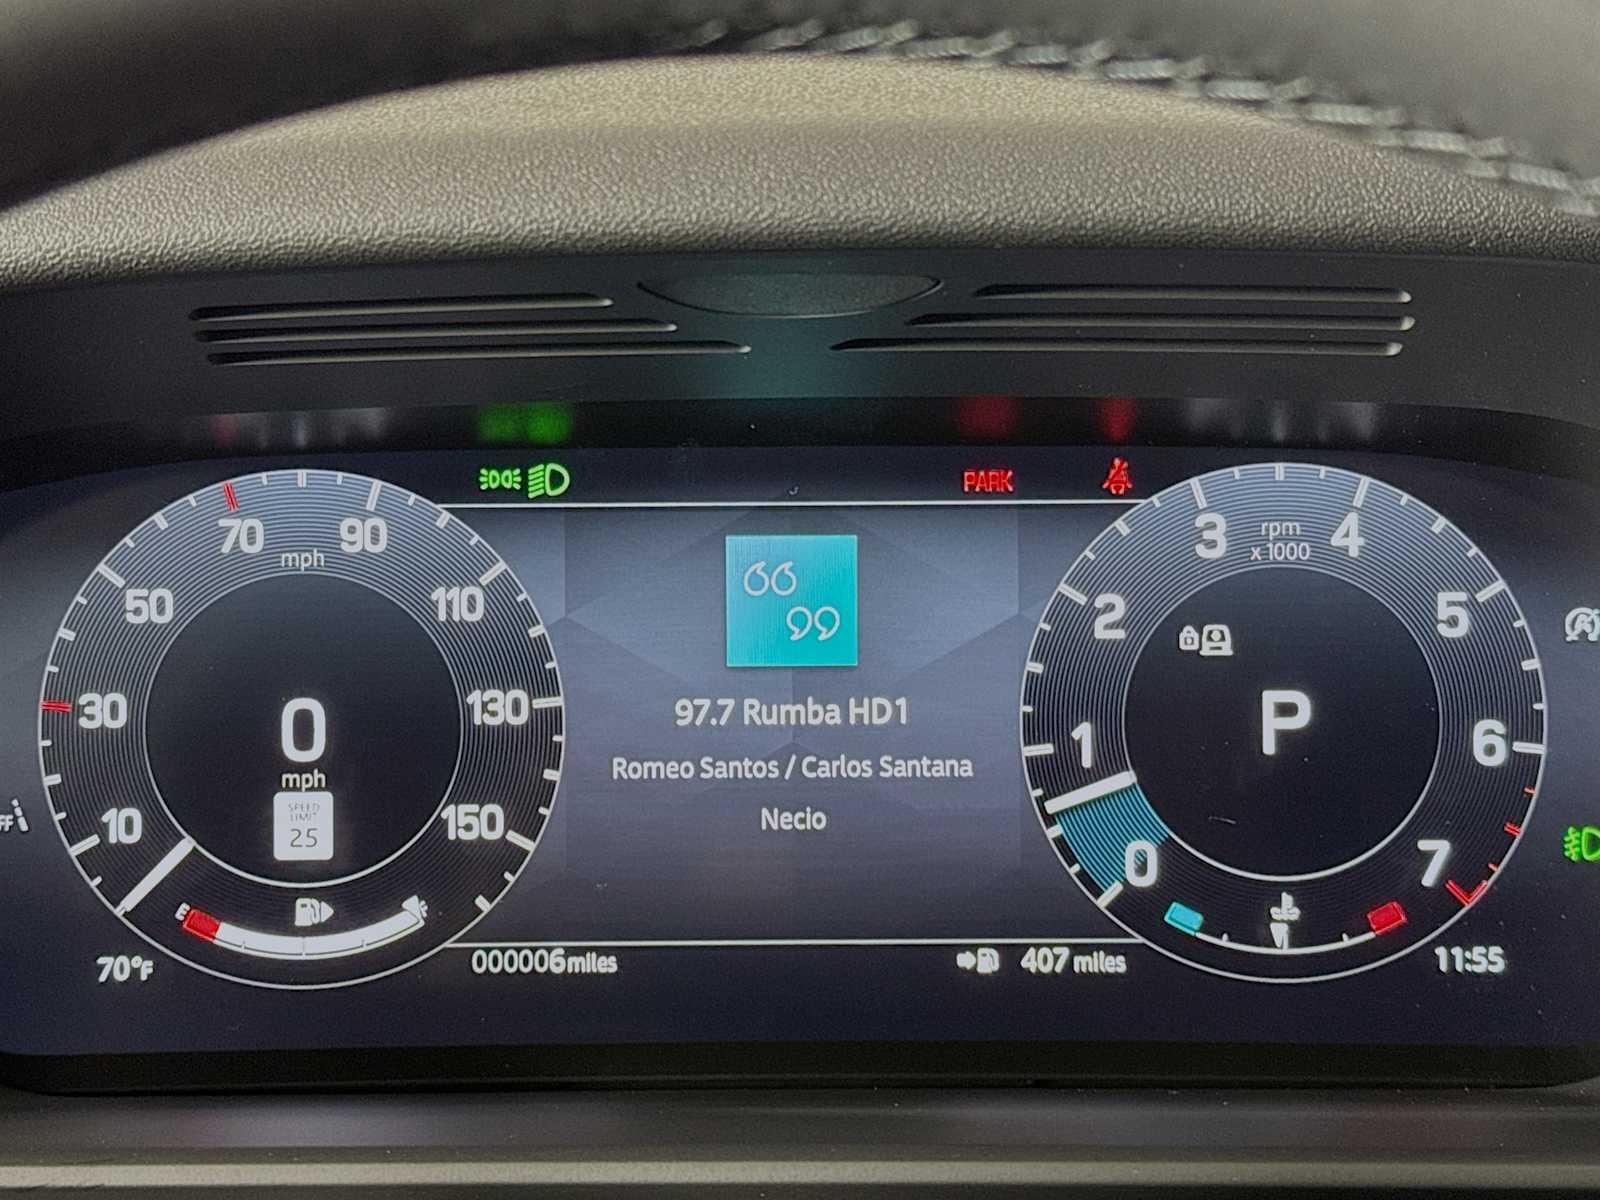 PARK
70
90
mph
50
110
30
130
0
mph
SPEED
LIMIT
25
10
150
E
F
70°F
000006 miles
97.7 Rumba HD1
Romeo Santos / Carlos Santana
Necio
407 miles
3
4
rpm
x 1000
2
5
1
6
P
0
7
11:55